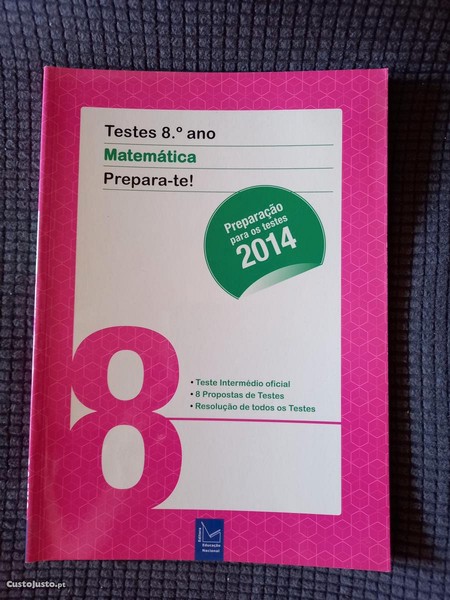 Testes 8.º ano
Matemática
Prepara-te!
Preparação
para os testes
2014
8
• Teste Intermédio oficial
• 8 Propostas de Testes
• Resolução de todos os Testes
Editora
Educação
Nacional
CustoJusto.pt